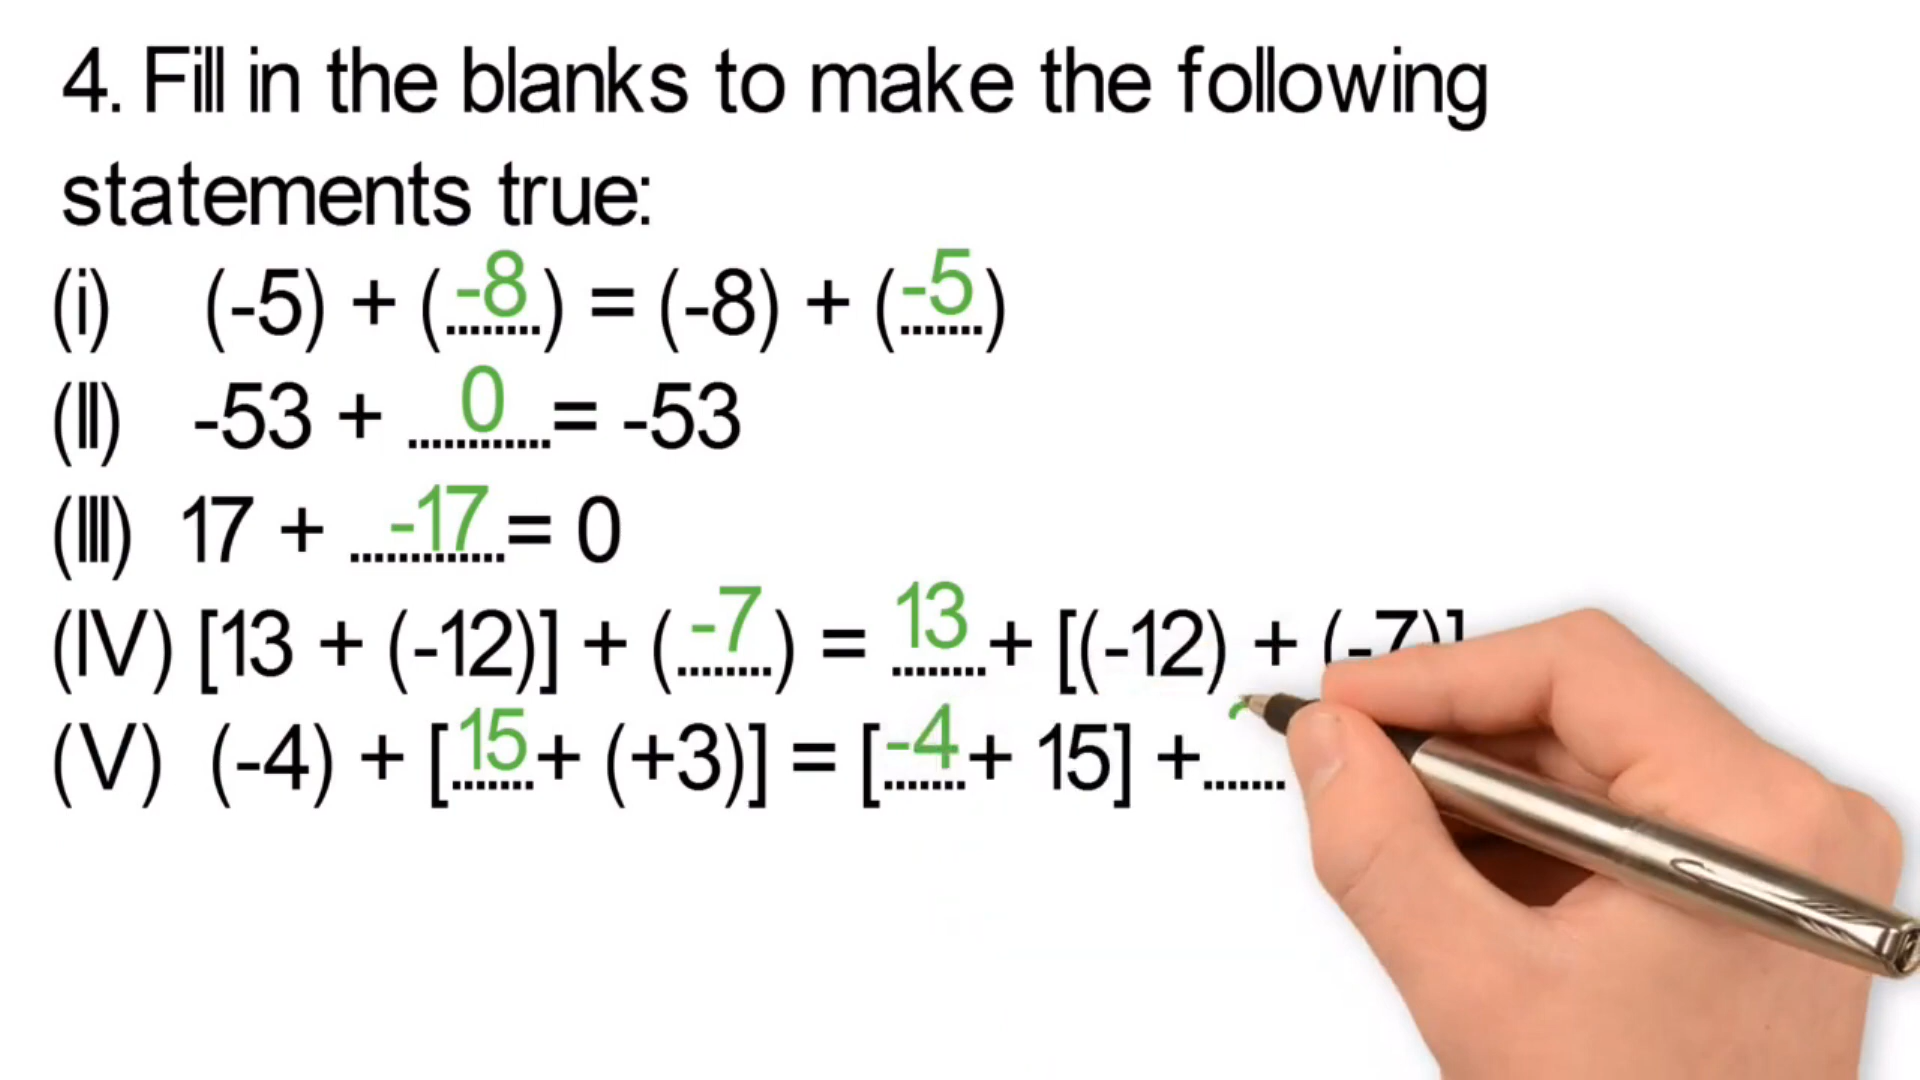 4. Fill in the blanks to make the following
statements true:
(i) (-5) + (-8) = (-8) + (-5)
(II) -53 + 0 = -53
(III) 17 + -17 = 0
(IV) [13 + (-12)] + (-7) = 13 + [(-12) + (-7)]
(V) (-4) + [15 + (+3)] = [-4 + 15] + .......